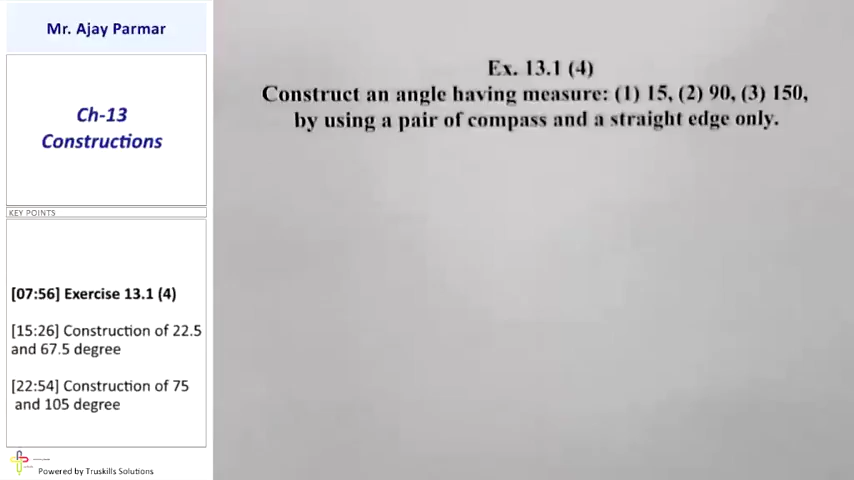 Mr. Ajay Parmar
Ch-13
Constructions
KEY POINTS
[07:56] Exercise 13.1 (4)
[15:26] Construction of 22.5
and 67.5 degree
[22:54] Construction of 75
and 105 degree
Powered by Truskills Solutions
Ex. 13.1 (4)
Construct an angle having measure: (1) 15, (2) 90, (3) 150,
by using a pair of compass and a straight edge only.